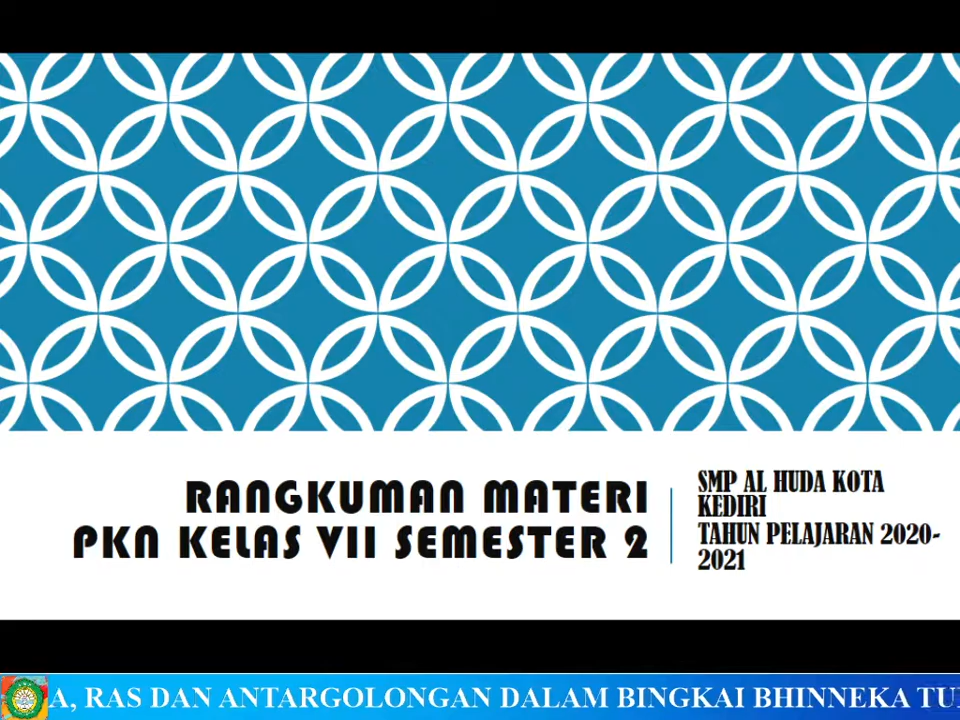 RANGKUMAN MATERI
PKN KELAS VII SEMESTER 2
SMP AL HUDA KOTA
KEDIRI
TAHUN PELAJARAN 2020-
2021
A, RAS DAN ANTARGOLONGAN DALAM BINGKAI BHINNEKA